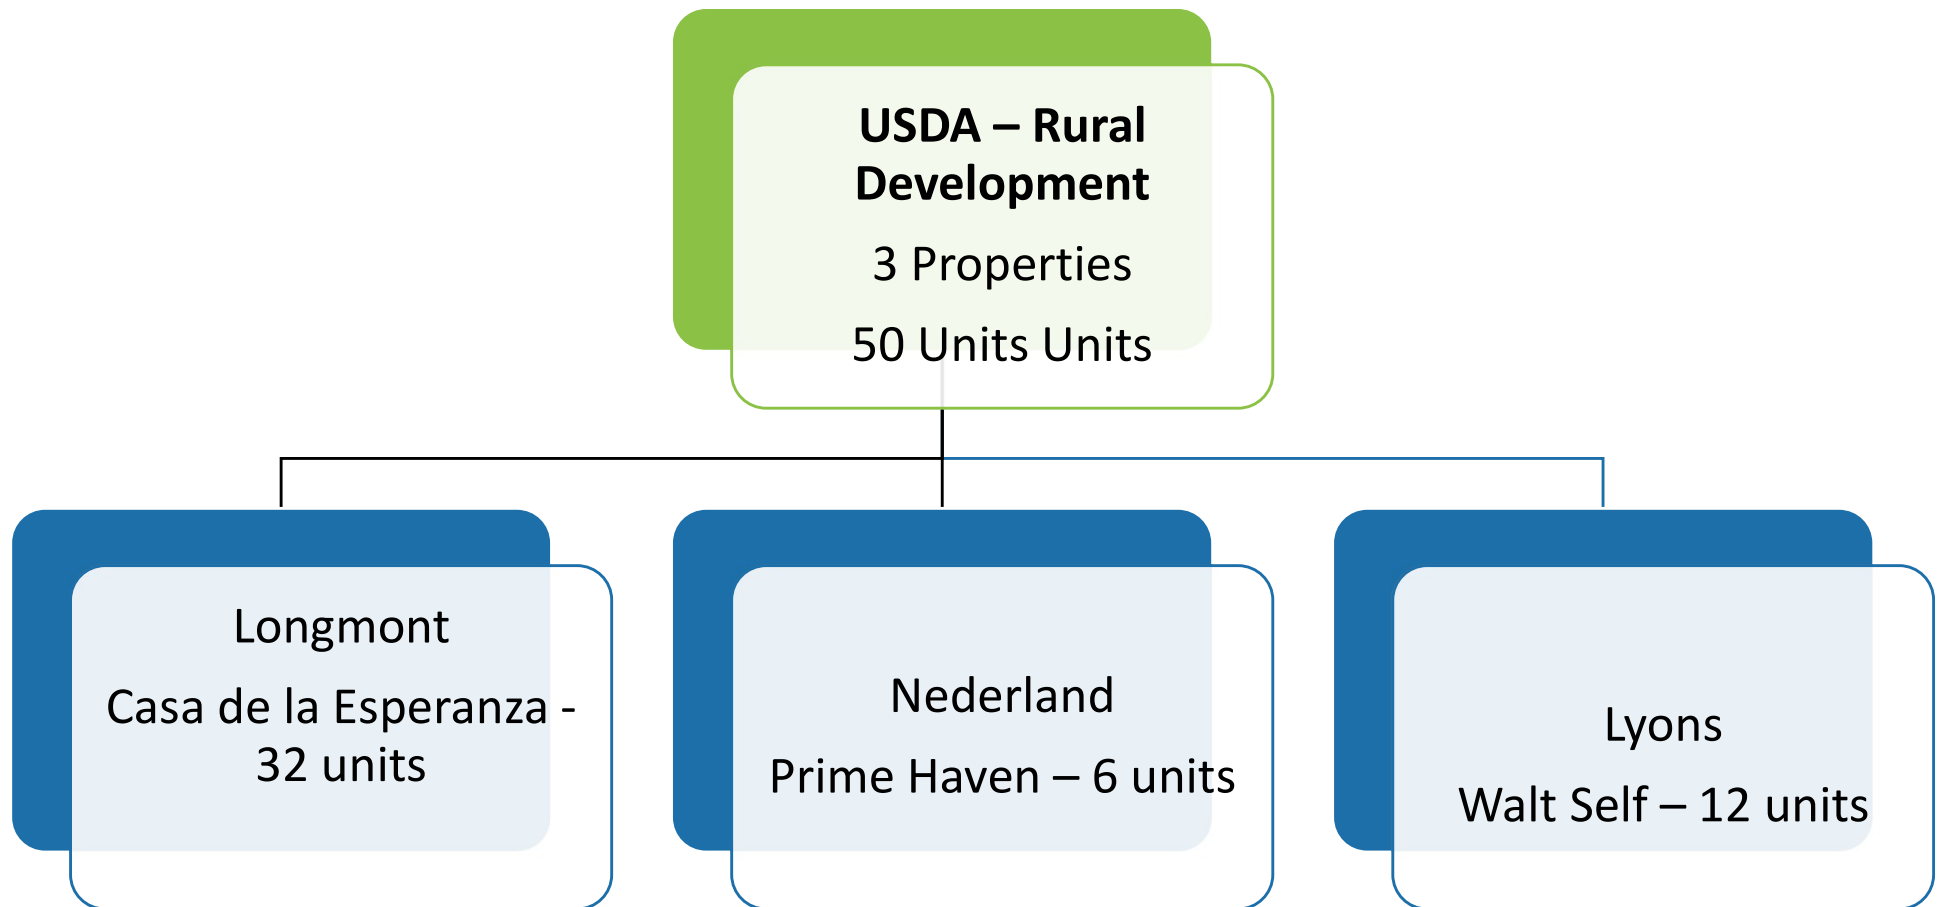 USDA – Rural
Development
3 Properties
50 Units Units
Longmont
Casa de la Esperanza -
32 units
Nederland
Prime Haven – 6 units
Lyons
Walt Self – 12 units